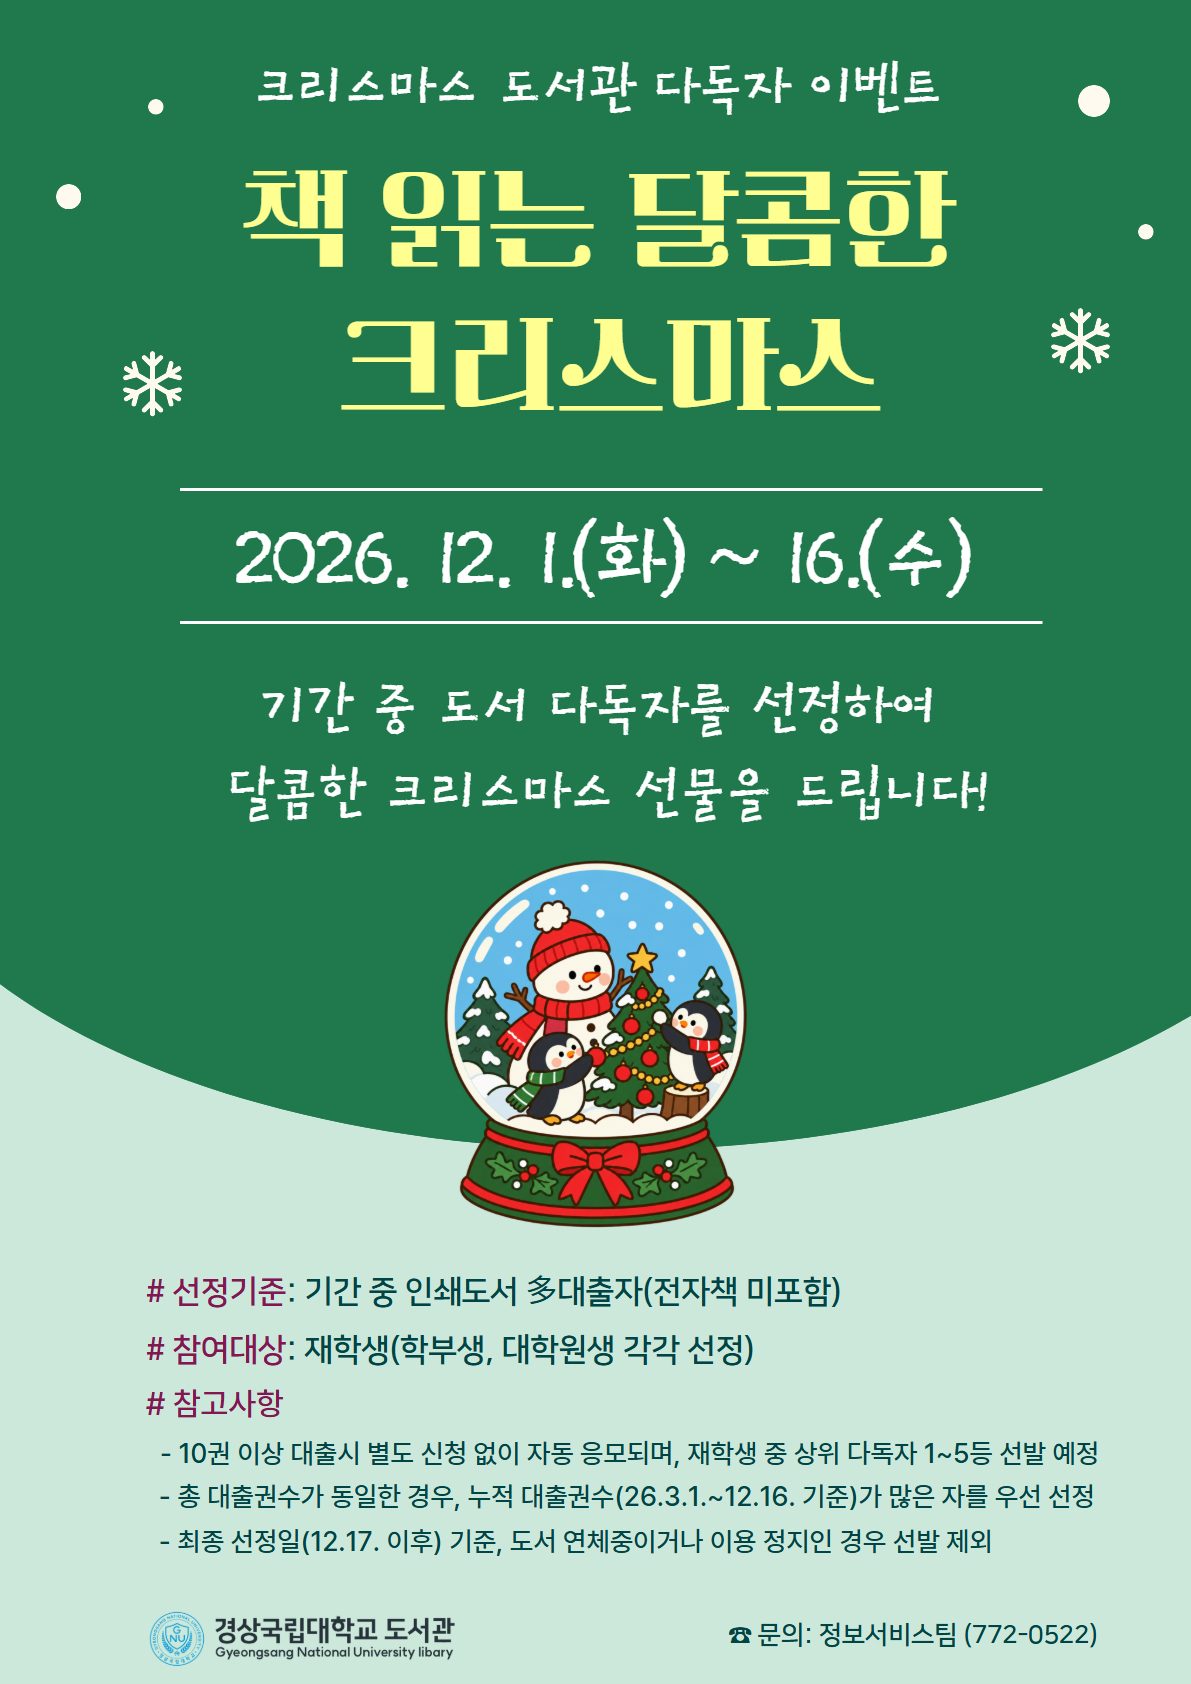 크리스마스 도서관 다독자 이벤트
책 읽는 달콤한
크리스마스
2026. 12. 1.(화) ~ 16.(수)
기간 중 도서 다독자를 선정하여
달콤한 크리스마스 선물을 드립니다!
# 선정기준: 기간 중 인쇄도서 多대출자(전자책 미포함)
# 참여대상: 재학생(학부생, 대학원생 각각 선정)
# 참고사항
- 10권 이상 대출시 별도 신청 없이 자동 응모되며, 재학생 중 상위 다독자 1~5등 선발 예정
- 총 대출권수가 동일한 경우, 누적 대출권수(26.3.1.~12.16. 기준)가 많은 자를 우선 선정
- 최종 선정일(12.17. 이후) 기준, 도서 연체중이거나 이용 정지인 경우 선발 제외
GNU
경상국립대학교 도서관
Gyeongsang National University libary
☎ 문의: 정보서비스팀 (772-0522)